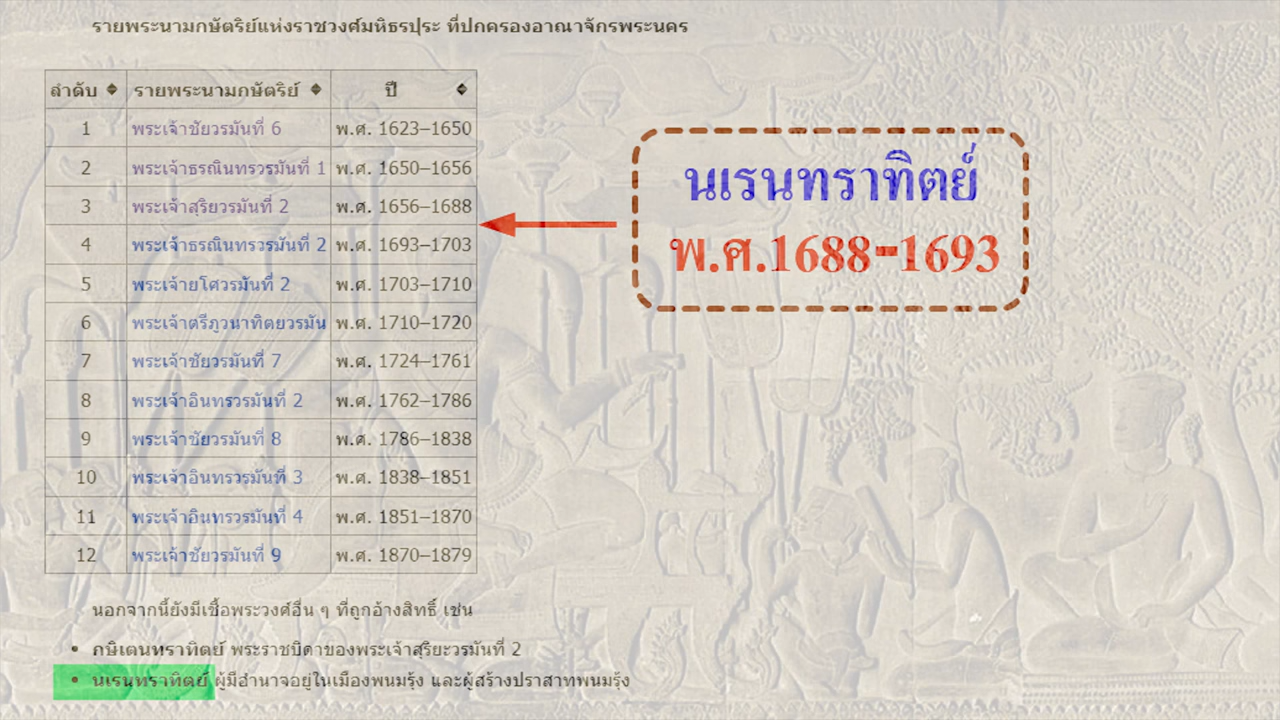 รายพระนามกษัตริย์แห่งราชวงศ์มหิธรปุระ ที่ปกครองอาณาจักรพระนคร
ลำดับ รายพระนามกษัตริย์ ปี
1 พระเจ้าชัยวรมันที่ 6 พ.ศ. 1623–1650
2 พระเจ้าธรณินทรวรมันที่ 1 พ.ศ. 1650–1656
3 พระเจ้าสุริยวรมันที่ 2 พ.ศ. 1656–1688
4 พระเจ้าธรณินทรวรมันที่ 2 พ.ศ. 1693–1703
5 พระเจ้ายโศวรมันที่ 2 พ.ศ. 1703–1710
6 พระเจ้าตรีภูวนาทิตยวรมัน พ.ศ. 1710–1720
7 พระเจ้าชัยวรมันที่ 7 พ.ศ. 1724–1761
8 พระเจ้าอินทรวรมันที่ 2 พ.ศ. 1762–1786
9 พระเจ้าชัยวรมันที่ 8 พ.ศ. 1786–1838
10 พระเจ้าอินทรวรมันที่ 3 พ.ศ. 1838–1851
11 พระเจ้าอินทรวรมันที่ 4 พ.ศ. 1851–1870
12 พระเจ้าชัยวรมันที่ 9 พ.ศ. 1870–1879
นเรนทราทิตย์
พ.ศ.1688-1693
นอกจากนี้ยังมีเชื้อพระวงศ์อื่น ๆ ที่ถูกอ้างสิทธิ์ เช่น
• กษิเตนทราทิตย์ พระราชบิดาของพระเจ้าสุริยะวรมันที่ 2
• นเรนทราทิตย์ ผู้มีอำนาจอยู่ในเมืองพนมรุ้ง และผู้สร้างปราสาทพนมรุ้ง